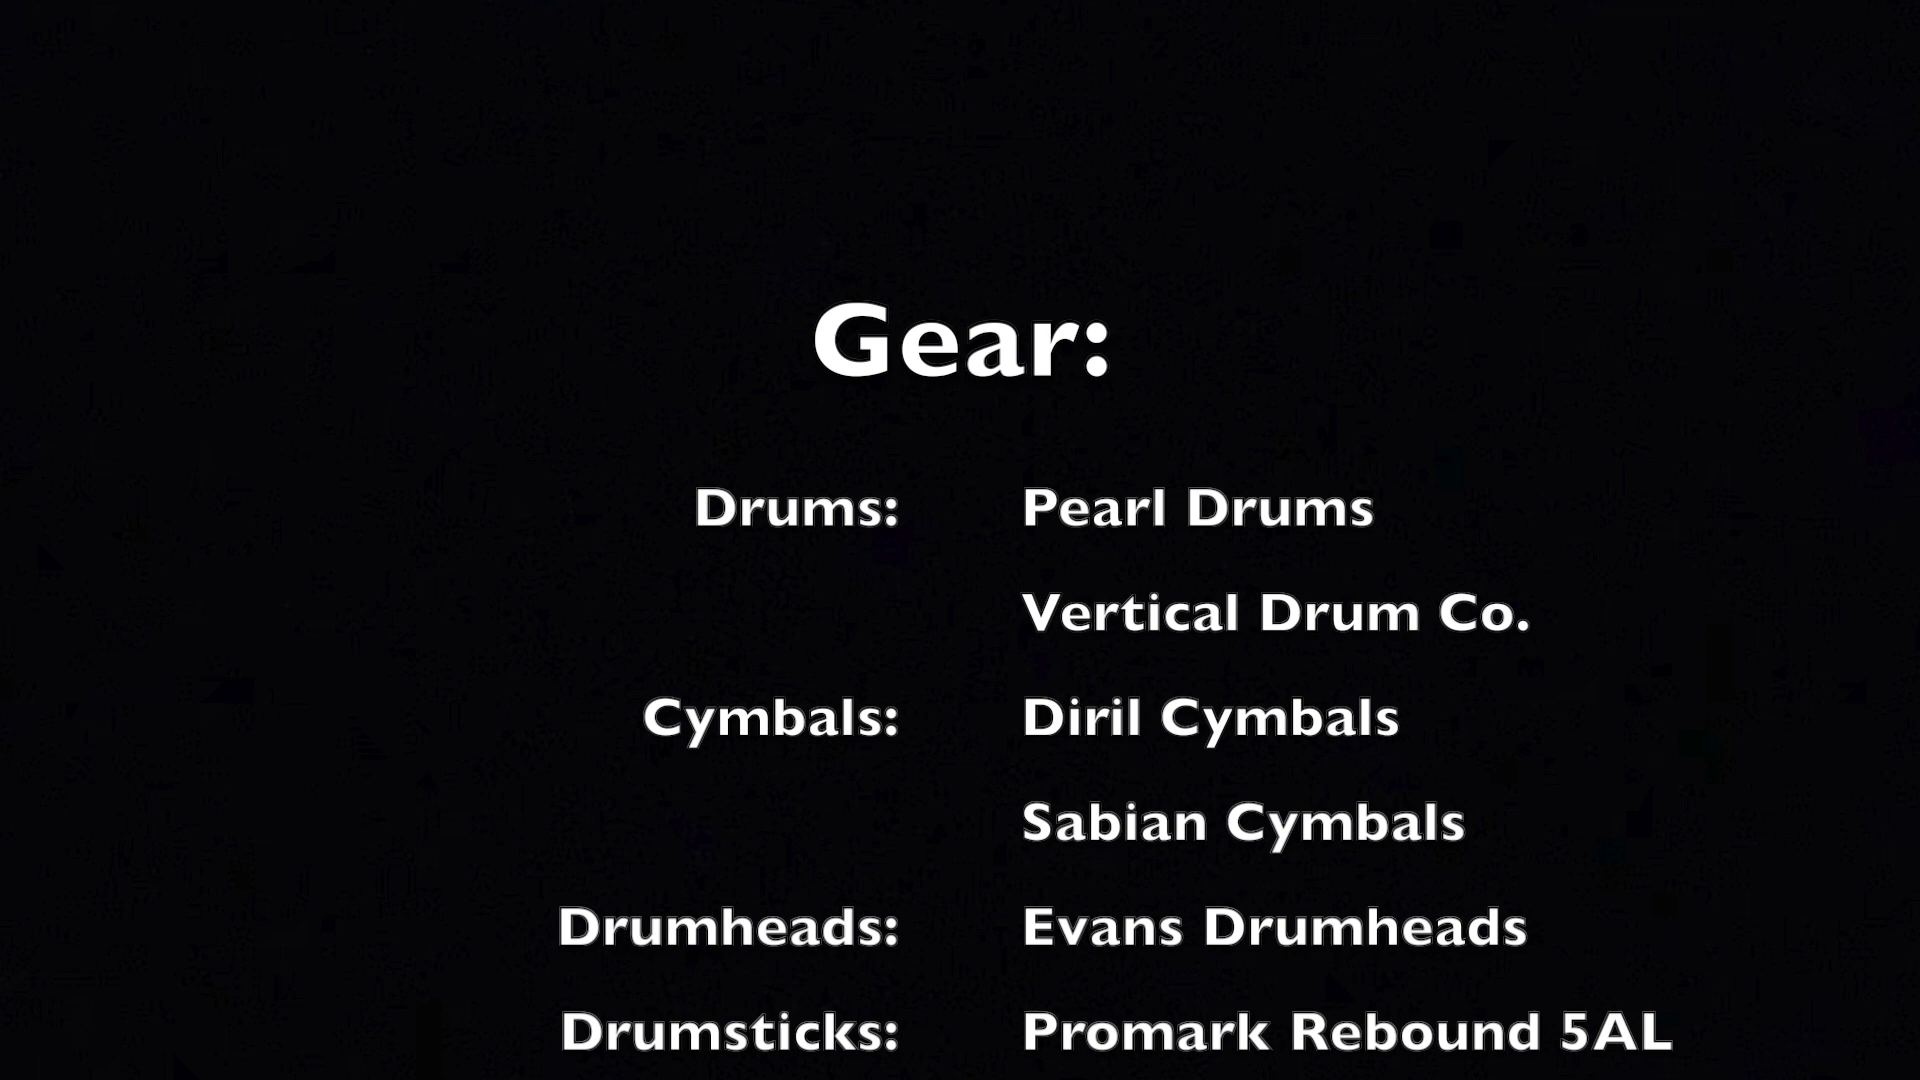 Gear:
Drums: Pearl Drums
Vertical Drum Co.
Cymbals: Diril Cymbals
Sabian Cymbals
Drumheads: Evans Drumheads
Drumsticks: Promark Rebound 5AL